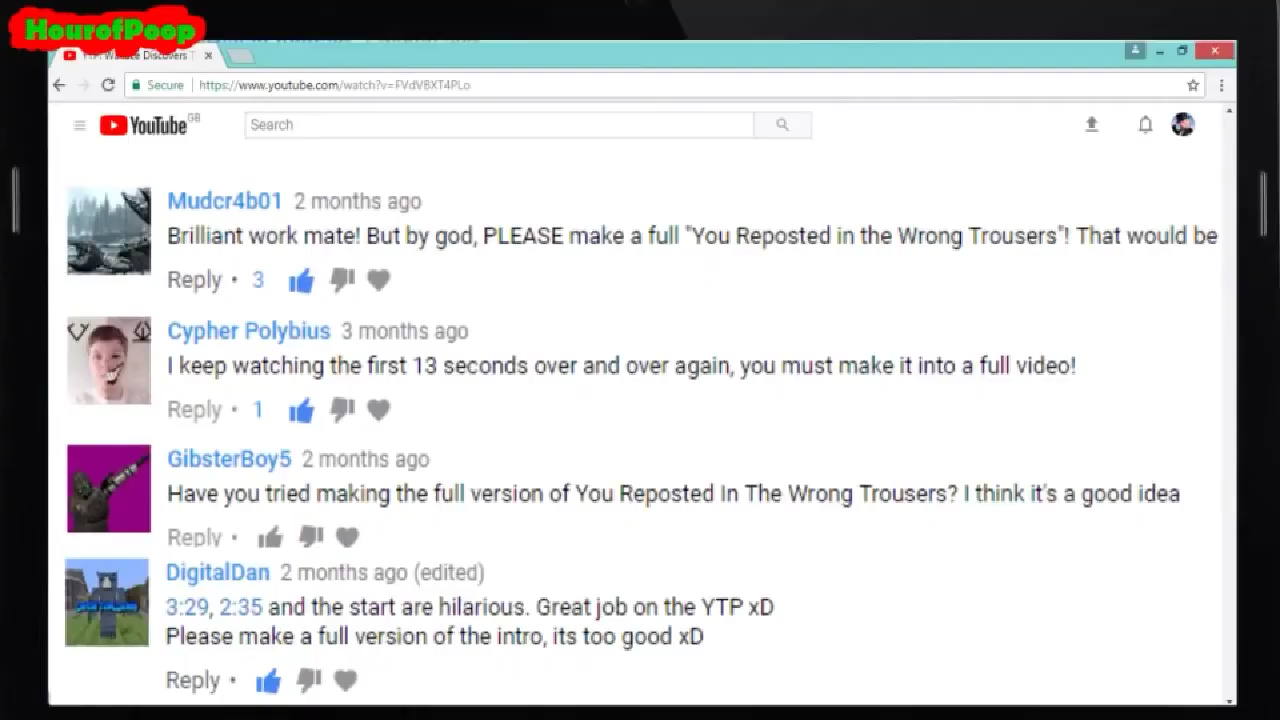 HourofPoop
Discovers
Secure https://www.youtube.com/watch?v=FVdV8XT4PLo
YouTube GB
Search
Mudcr4b01 2 months ago
Brilliant work mate! But by god, PLEASE make a full "You Reposted in the Wrong Trousers"! That would be
Reply • 3
Cypher Polybius 3 months ago
I keep watching the first 13 seconds over and over again, you must make it into a full video!
Reply • 1
GibsterBoy5 2 months ago
Have you tried making the full version of You Reposted In The Wrong Trousers? I think it's a good idea
Reply •
DigitalDan 2 months ago (edited)
3:29, 2:35 and the start are hilarious. Great job on the YTP xD
Please make a full version of the intro, its too good xD
Reply •